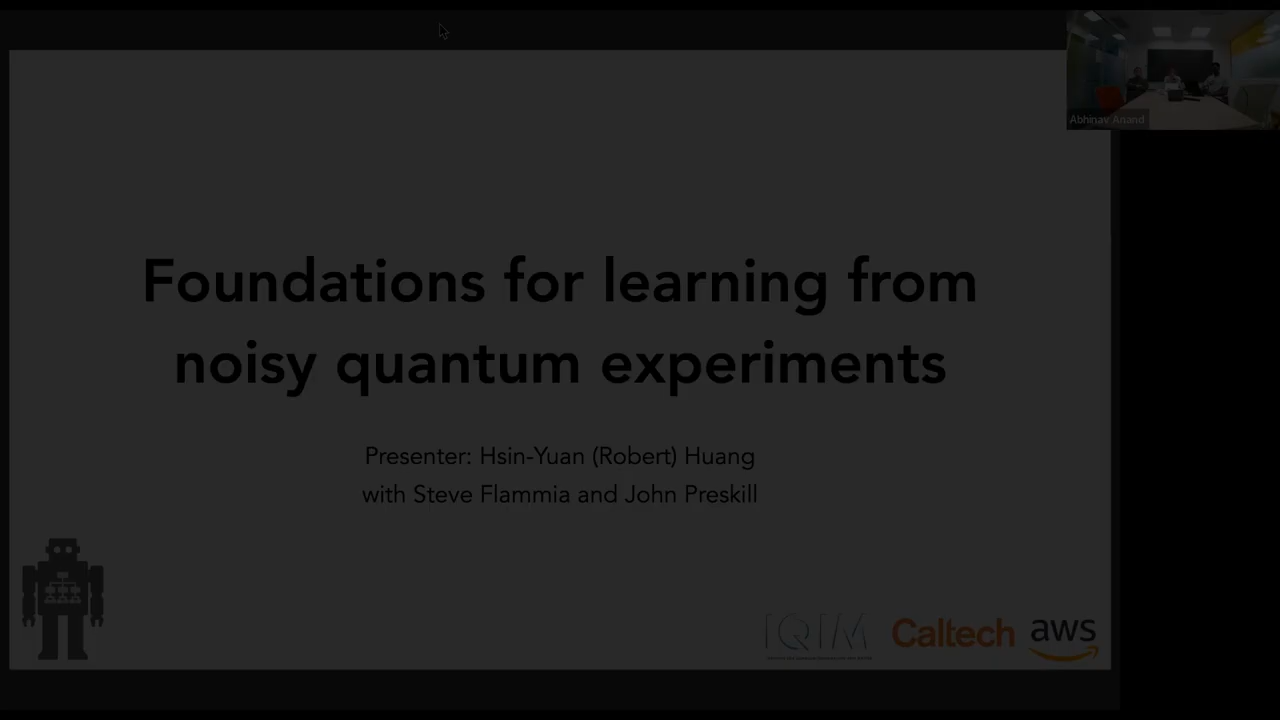 Abhinav Anand
Foundations for learning from
noisy quantum experiments
Presenter: Hsin-Yuan (Robert) Huang
with Steve Flammia and John Preskill
IQIM
Caltech
aws